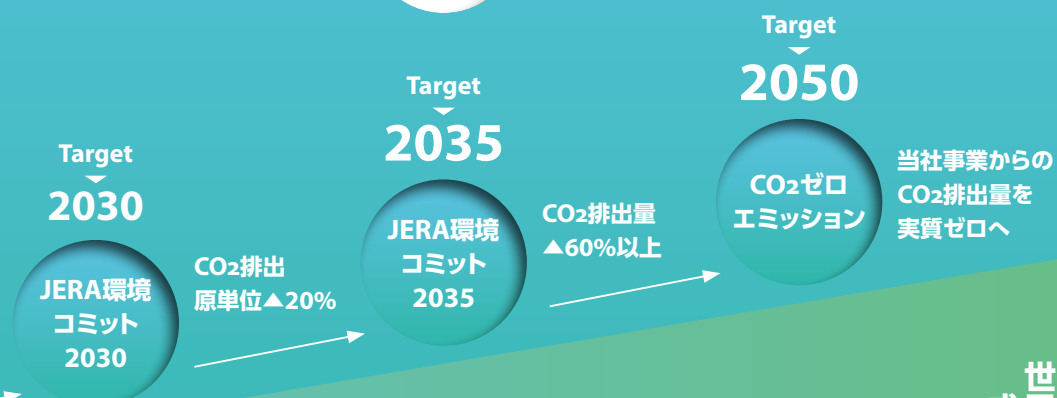 Target
2030
JERA環境
コミット
2030
CO2排出
原単位▲20%
Target
2035
JERA環境
コミット
2035
CO2排出量
▲60%以上
Target
2050
CO2ゼロ
エミッション
当社事業からの
CO2排出量を
実質ゼロへ
世